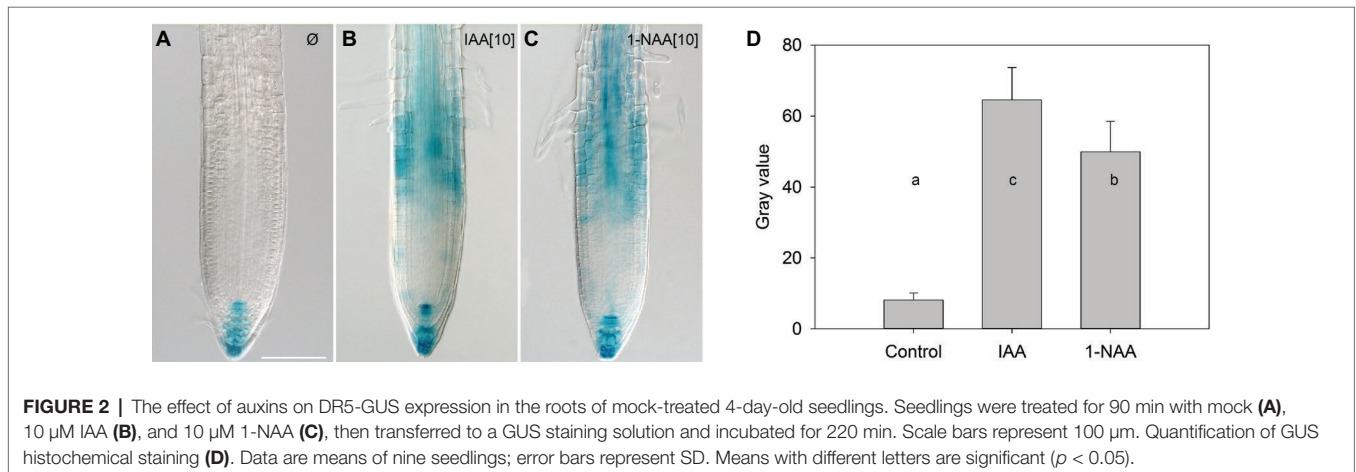 A Ø B IAA[10] C 1-NAA[10] D
80
60
40
20
0
Gray value
a c b
Control IAA 1-NAA
FIGURE 2 | The effect of auxins on DR5-GUS expression in the roots of mock-treated 4-day-old seedlings. Seedlings were treated for 90 min with mock (A),
10 μM IAA (B), and 10 μM 1-NAA (C), then transferred to a GUS staining solution and incubated for 220 min. Scale bars represent 100 μm. Quantification of GUS
histochemical staining (D). Data are means of nine seedlings; error bars represent SD. Means with different letters are significant (p < 0.05).